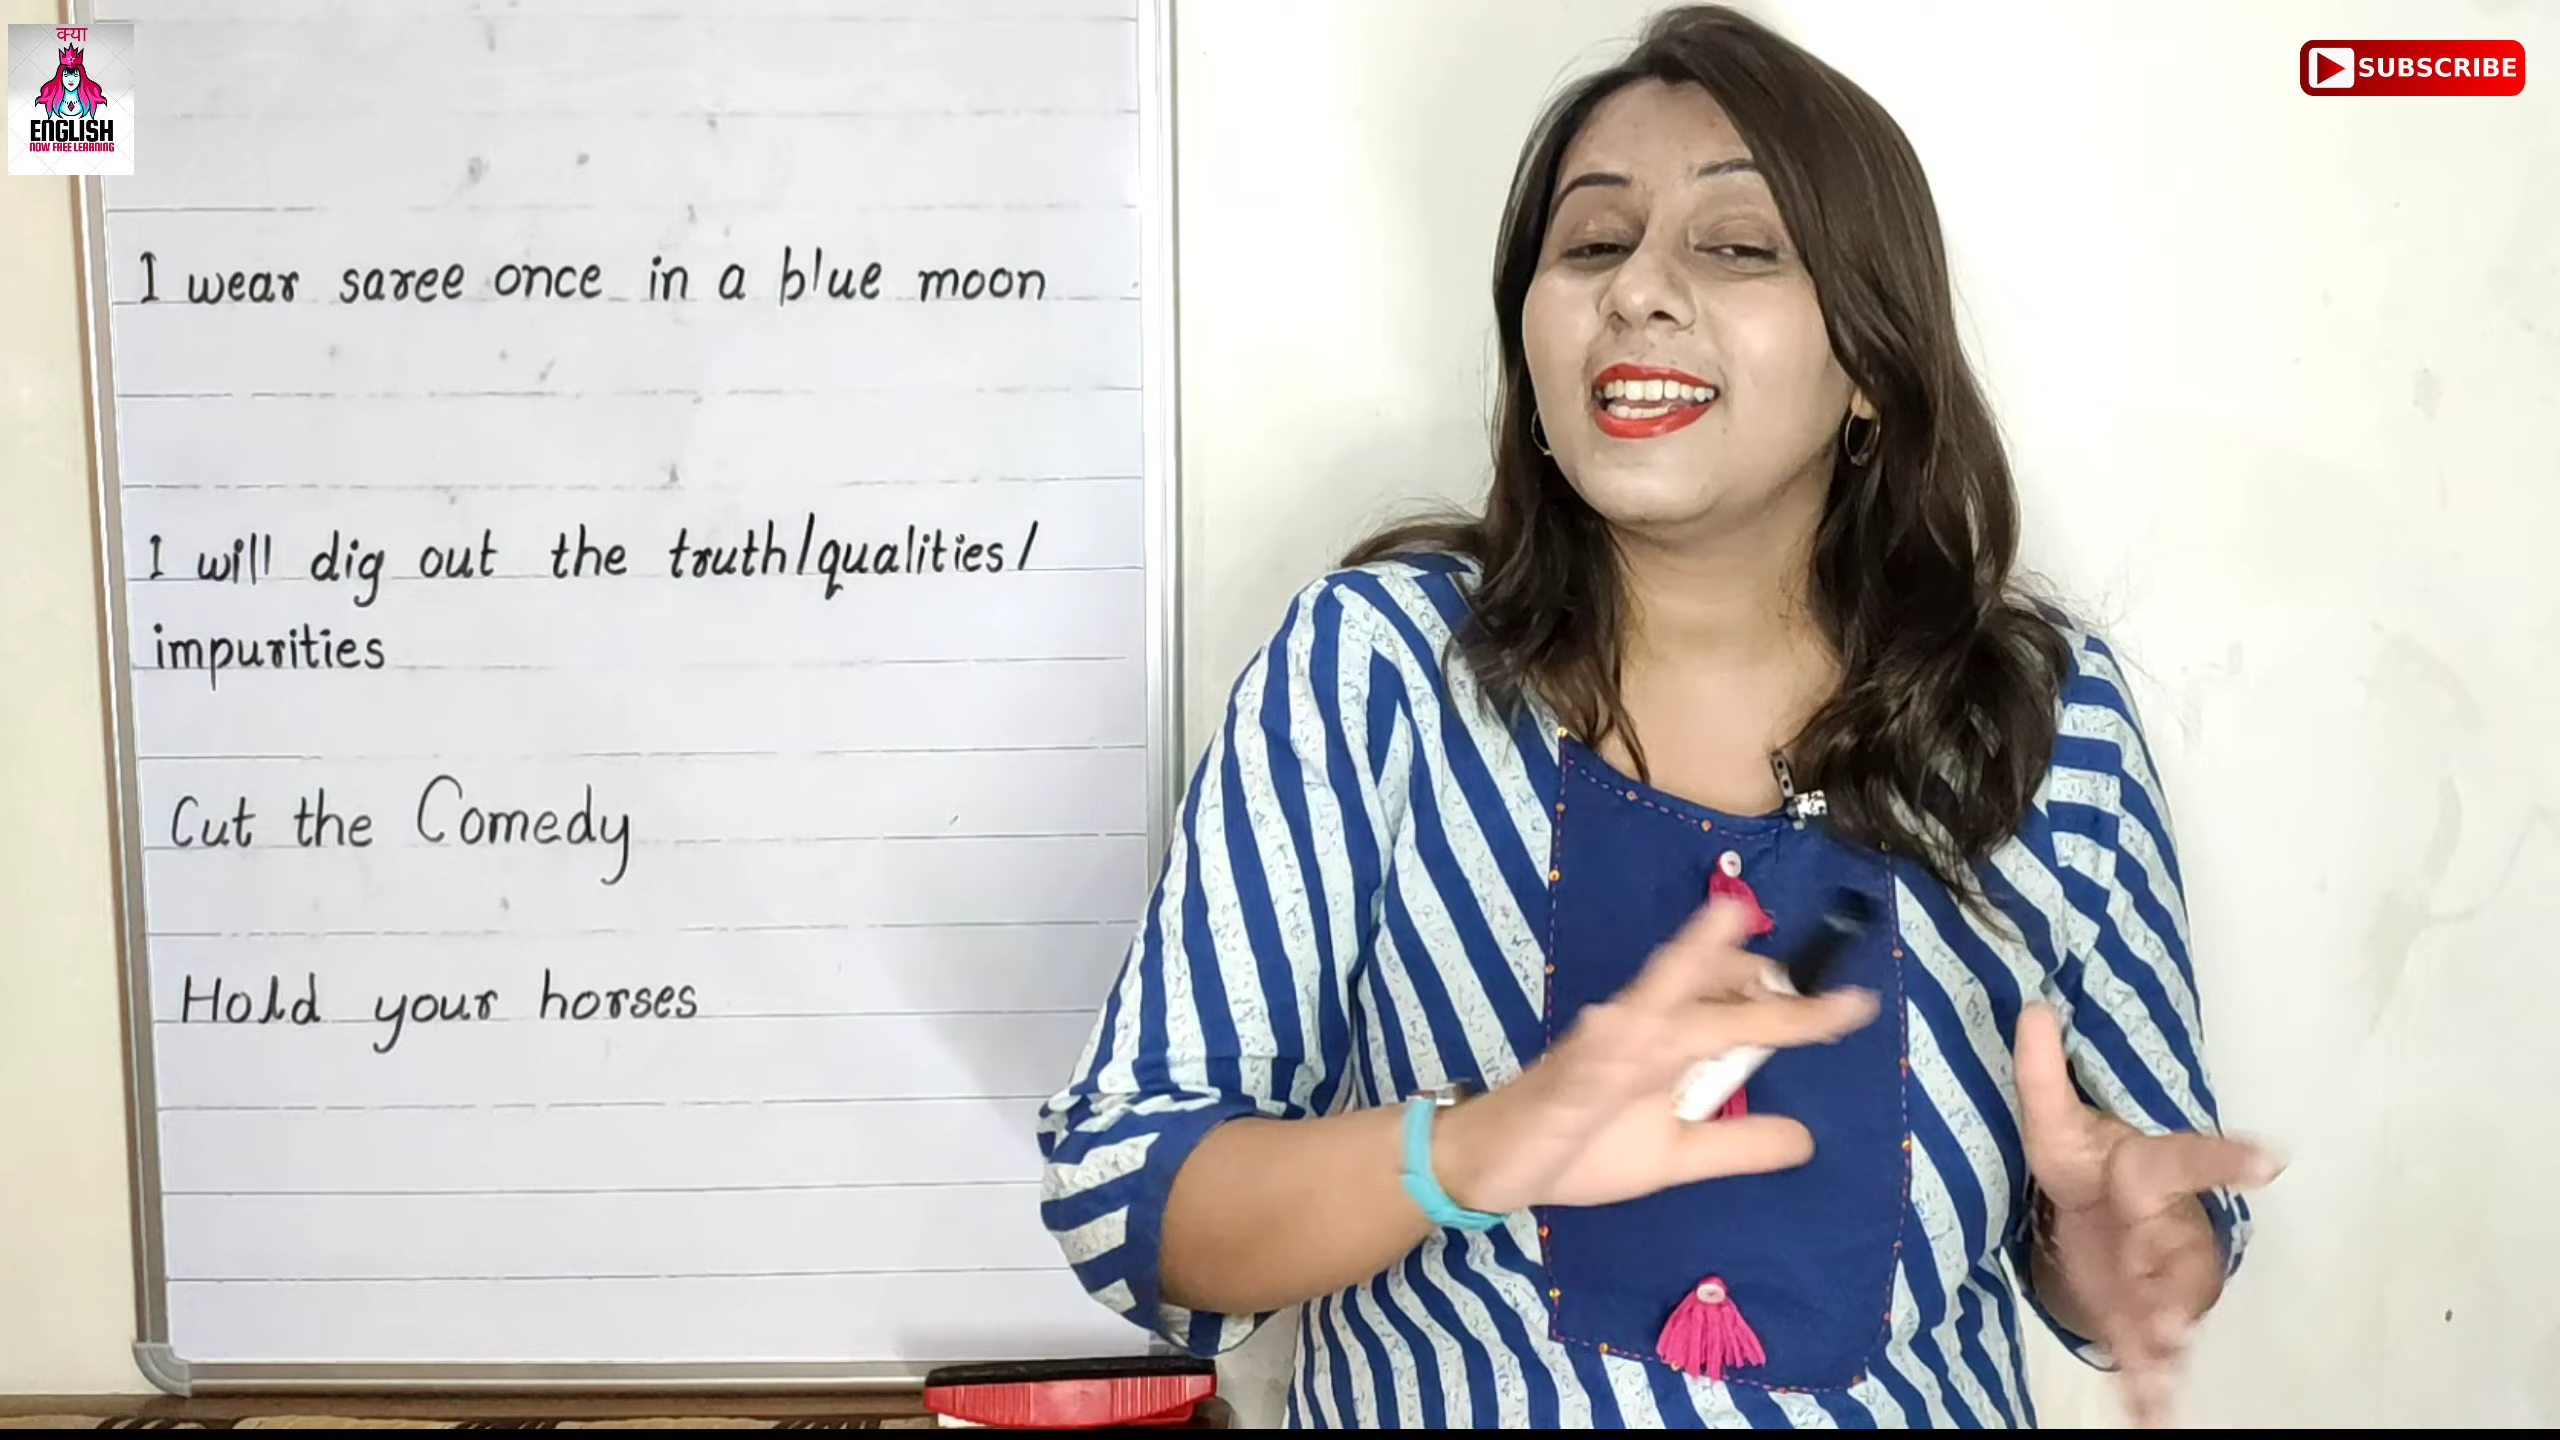 क्या
ENGLISH
NOW FREE LEARNING
SUBSCRIBE
I wear saree once in a blue moon
I will dig out the truth/qualities/
impurities
Cut the Comedy
Hold your horses